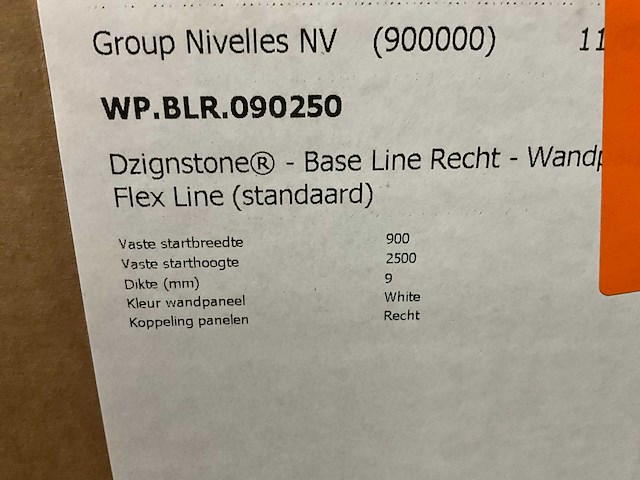 Group Nivelles NV (900000) 11
WP.BLR.090250
Dzignstone® - Base Line Recht - Wandp
Flex Line (standaard)
Vaste startbreedte 900
Vaste starthoogte 2500
Dikte (mm) 9
Kleur wandpaneel White
Koppeling panelen Recht